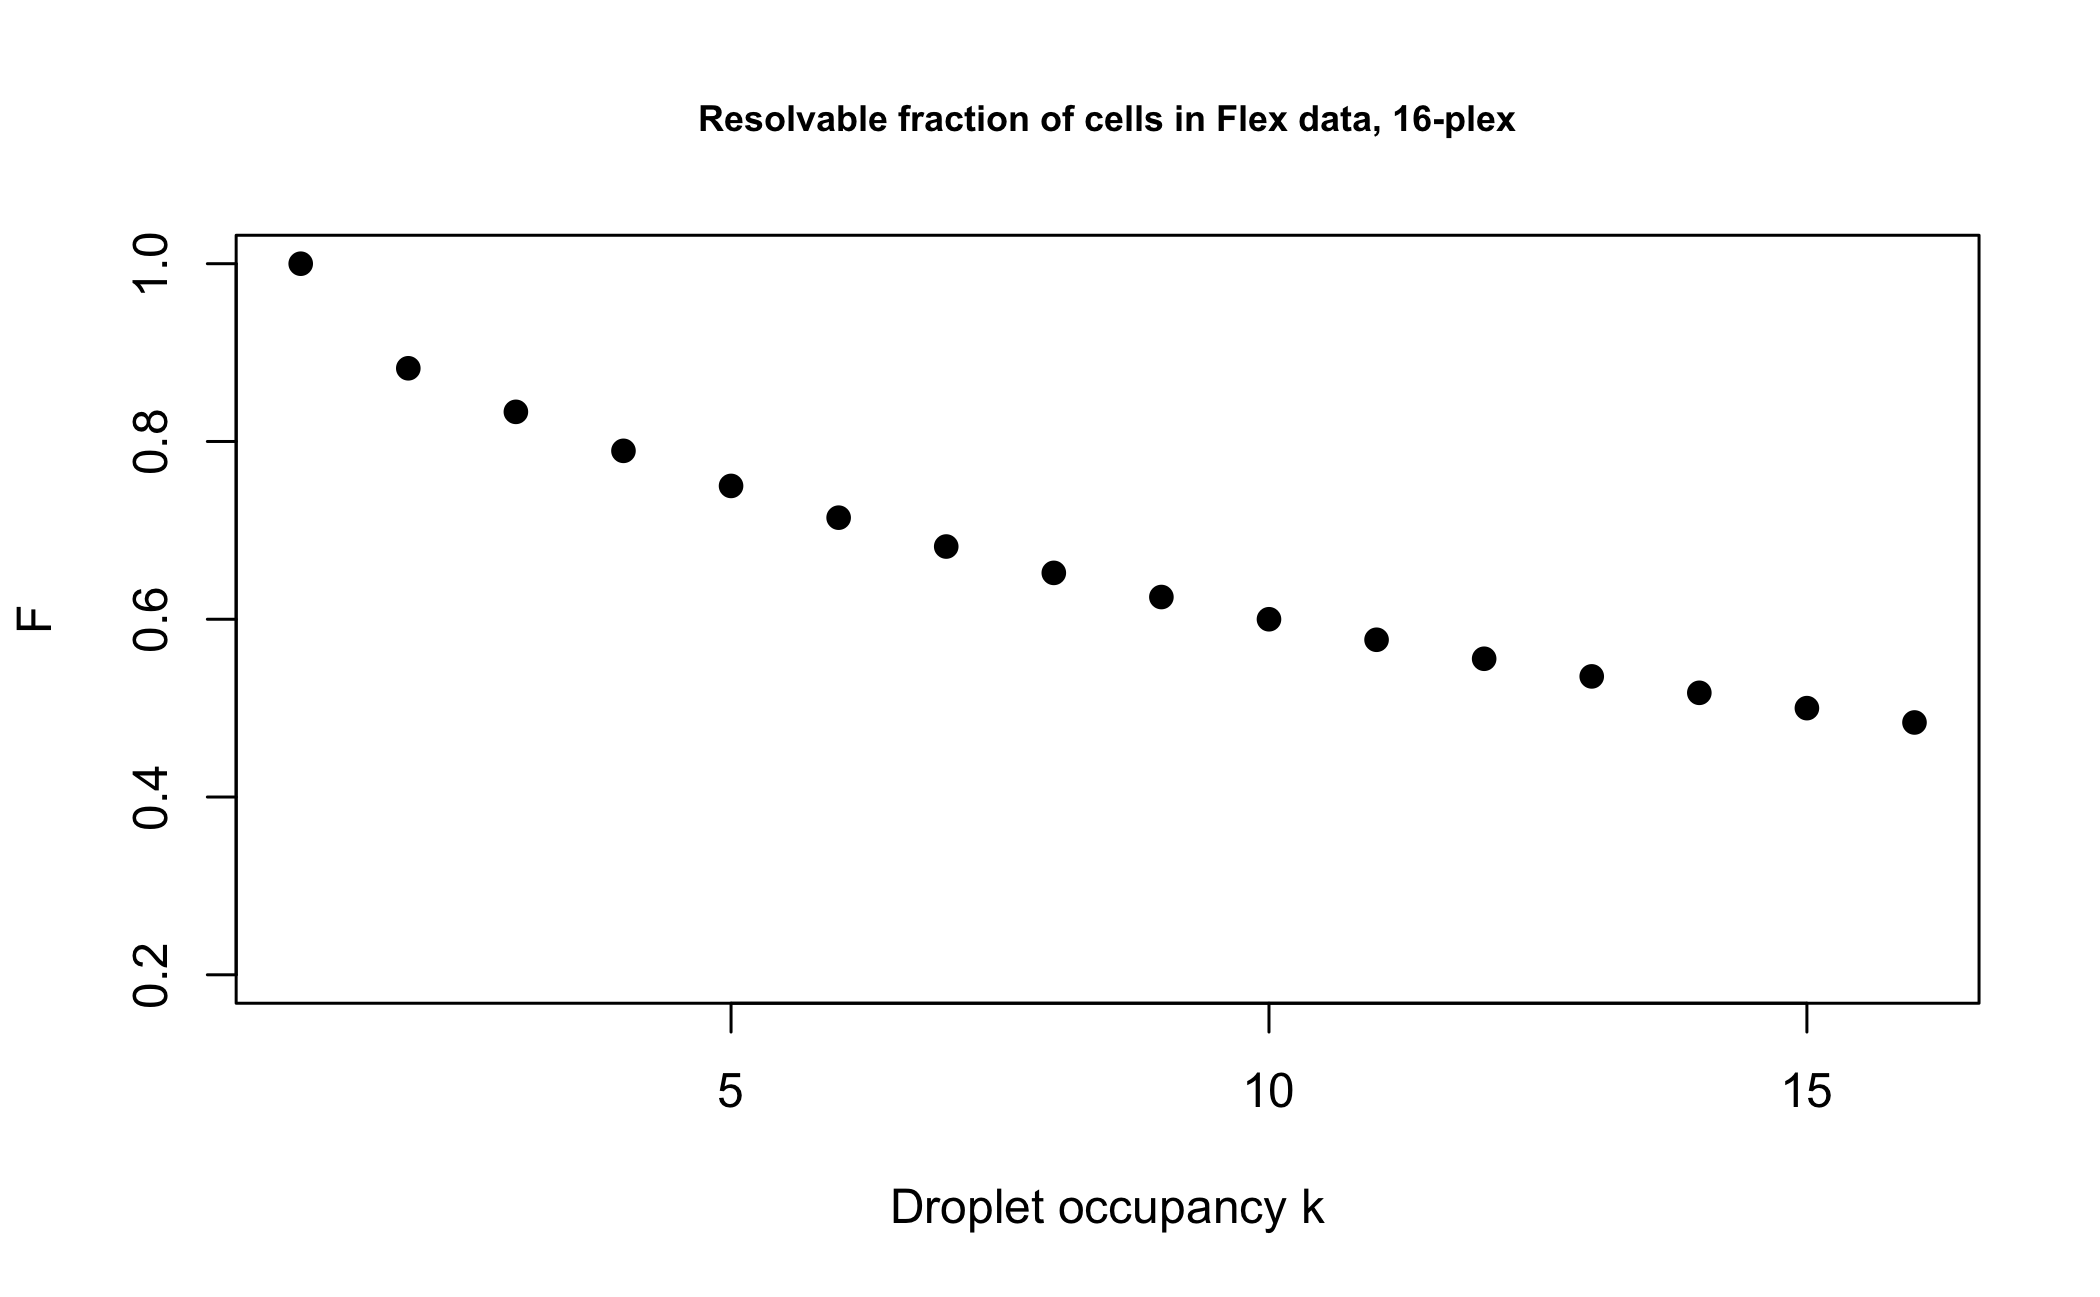 Resolvable fraction of cells in Flex data, 16-plex
1.0
0.8
0.6
0.4
0.2
F
5 10 15
Droplet occupancy k